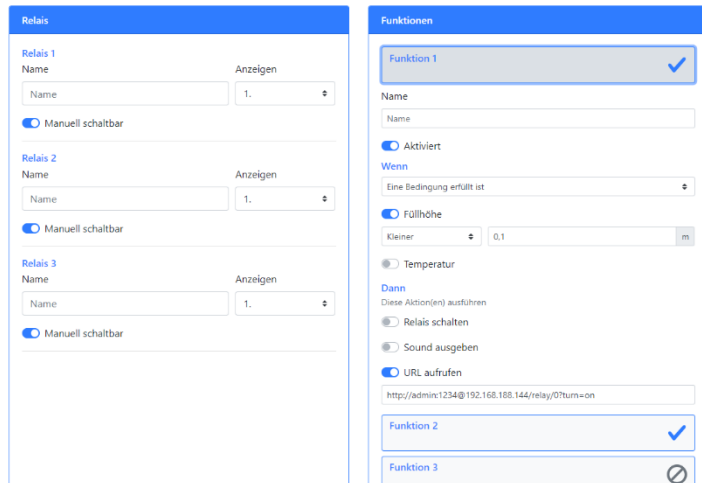 Relais
Relais 1
Name Anzeigen
Name 1.
Manuell schaltbar
Relais 2
Name Anzeigen
Name 1.
Manuell schaltbar
Relais 3
Name Anzeigen
Name 1.
Manuell schaltbar
Funktionen
Funktion 1
Name
Name
Aktiviert
Wenn
Eine Bedingung erfüllt ist
Füllhöhe
Kleiner 0,1 m
Temperatur
Dann
Diese Aktion(en) ausführen
Relais schalten
Sound ausgeben
URL aufrufen
http://admin:1234@192.168.188.144/relay/0?turn=on
Funktion 2
Funktion 3